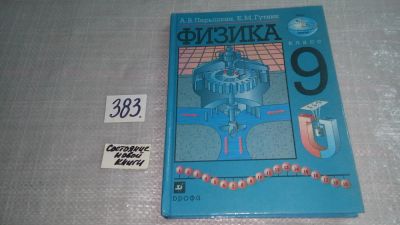 А. В. Перышкин, Е. М. Гутник
ФИЗИКА
класс
9
383.
Состояние
новой
книги
дрофа